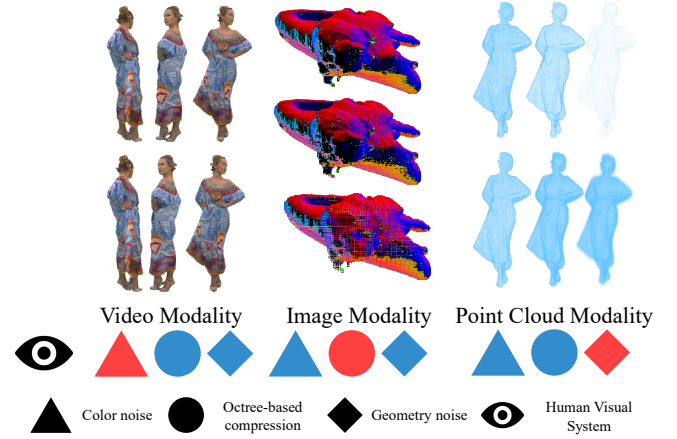 Video Modality
Image Modality
Point Cloud Modality
Color noise
Octree-based
compression
Geometry noise
Human Visual
System